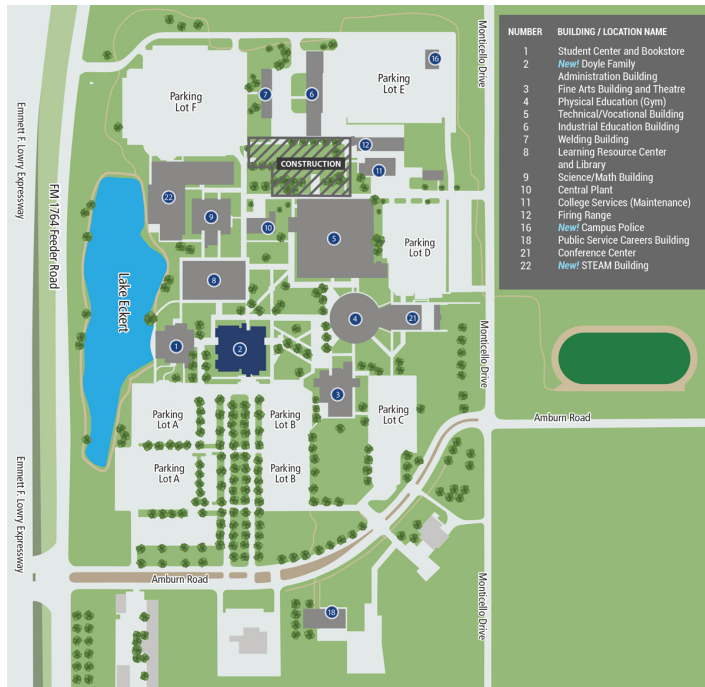 NUMBER BUILDING / LOCATION NAME
1 Student Center and Bookstore
2 New! Doyle Family
Administration Building
3 Fine Arts Building and Theatre
4 Physical Education (Gym)
5 Technical/Vocational Building
6 Industrial Education Building
7 Welding Building
8 Learning Resource Center
and Library
9 Science/Math Building
10 Central Plant
11 College Services (Maintenance)
12 Firing Range
16 New! Campus Police
18 Public Service Careers Building
21 Conference Center
22 New! STEAM Building
Emmett F. Lowry Expressway
Emmett F. Lowry Expressway
FM 1764 Feeder Road
Lake Eckert
Monticello Drive
Monticello Drive
Monticello Drive
Parking
Lot F
Parking
Lot E
16
7
6
CONSTRUCTION
12
11
22
9
10
5
Parking
Lot D
8
4
21
1
2
3
Parking
Lot A
Parking
Lot B
Parking
Lot C
Amburn Road
Parking
Lot A
Parking
Lot B
Amburn Road
18